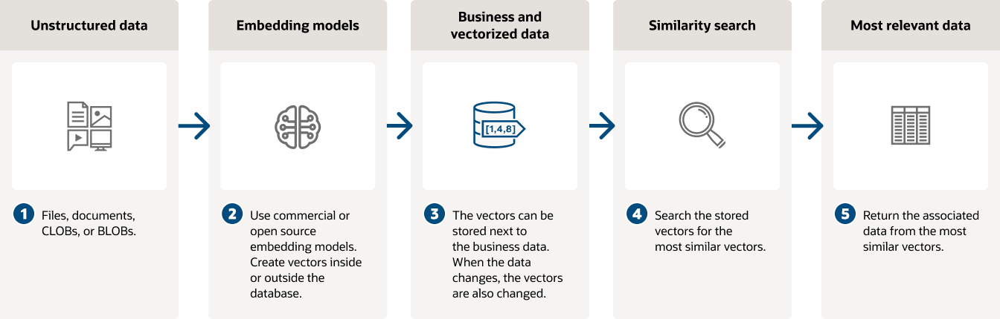 Unstructured data
Embedding models
Business and
vectorized data
Similarity search
Most relevant data
[1,4,8]
1
Files, documents,
CLOBs, or BLOBs.
2
Use commercial or
open source
embedding models.
Create vectors inside
or outside the
database.
3
The vectors can be
stored next to
the business data.
When the data
changes, the vectors
are also changed.
4
Search the stored
vectors for the
most similar vectors.
5
Return the associated
data from the most
similar vectors.